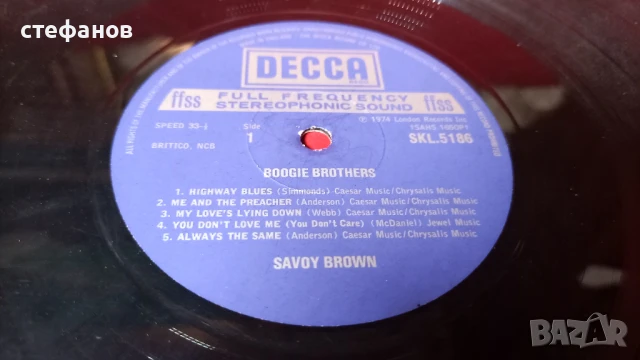 стефанов
DECCA
ffss FULL FREQUENCY ffss
STEREOPHONIC SOUND
SPEED 33⅓ Side ℗ 1974 London Records Inc.
1
BRITICO, NCB SKL.5186
BOOGIE BROTHERS
1. HIGHWAY BLUES (Simmonds) Caesar Music/Chrysalis Music
2. ME AND THE PREACHER (Anderson) Caesar Music/Chrysalis Music
3. MY LOVE'S LYING DOWN (Webb) Caesar Music/Chrysalis Music
4. YOU DON'T LOVE ME (You Don't Care) (McDaniel) Jewel Music
5. ALWAYS THE SAME (Anderson) Caesar Music/Chrysalis Music
SAVOY BROWN
BAZAR
.bg